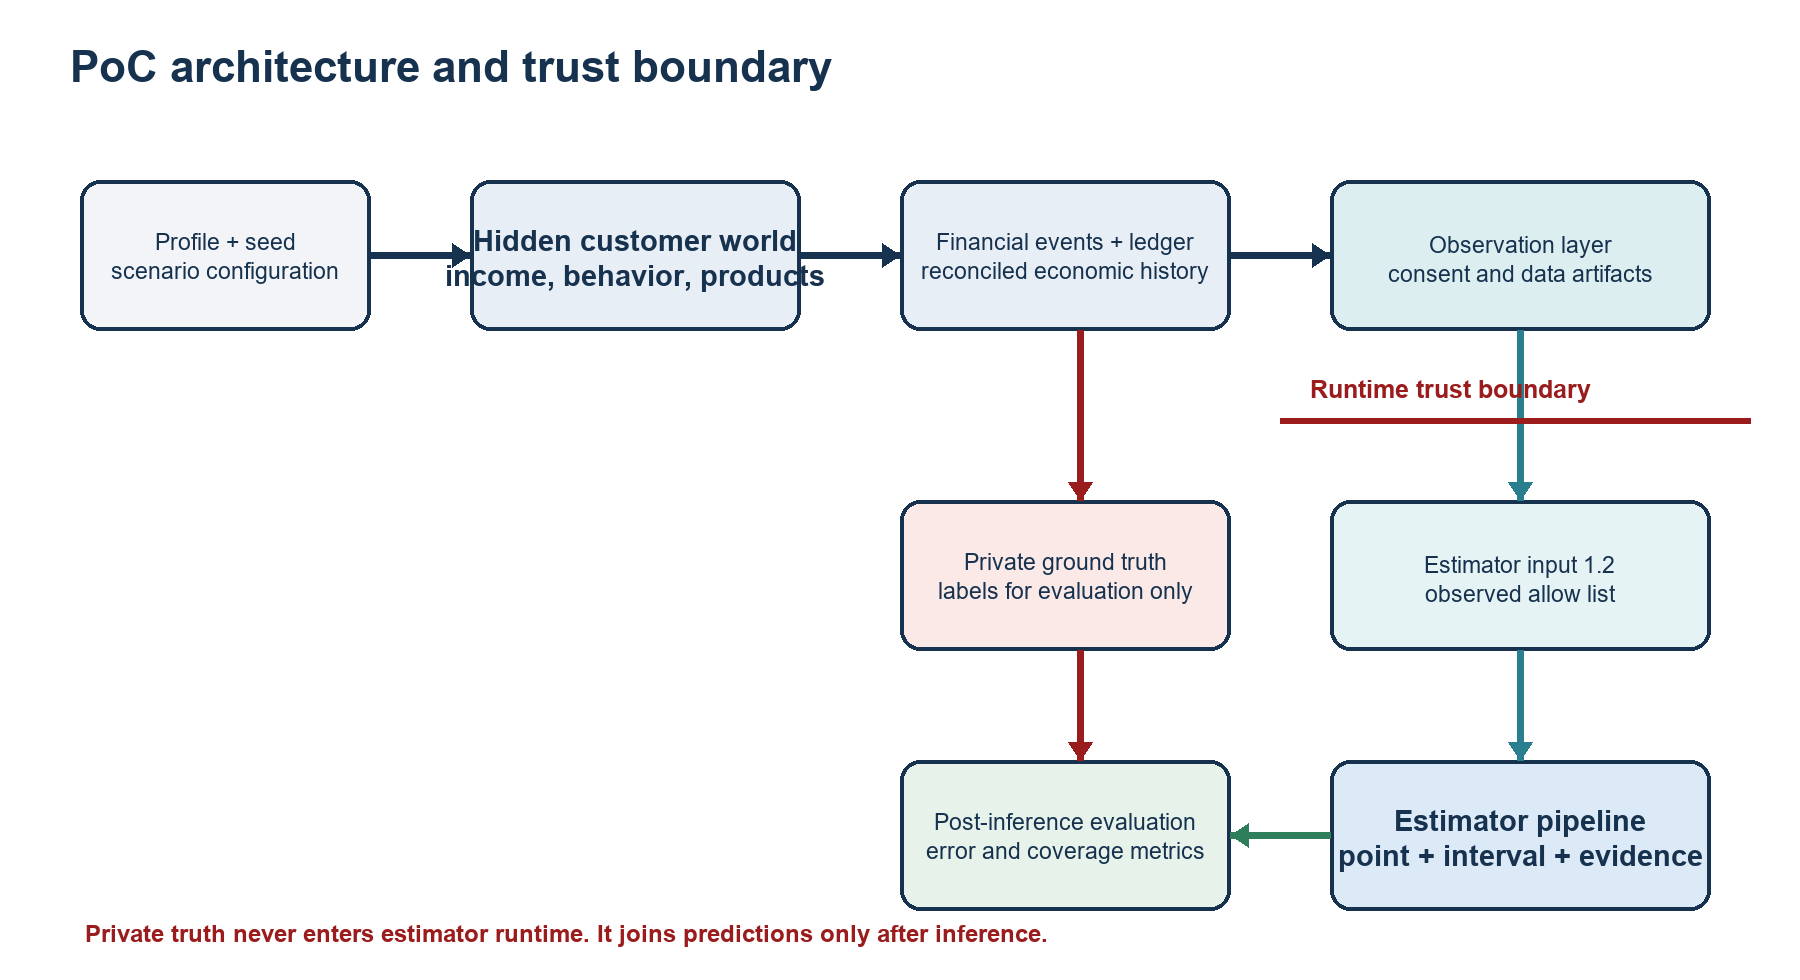 PoC architecture and trust boundary
Profile + seed
scenario configuration
Hidden customer world
income, behavior, products
Financial events + ledger
reconciled economic history
Observation layer
consent and data artifacts
Runtime trust boundary
Private ground truth
labels for evaluation only
Estimator input 1.2
observed allow list
Post-inference evaluation
error and coverage metrics
Estimator pipeline
point + interval + evidence
Private truth never enters estimator runtime. It joins predictions only after inference.